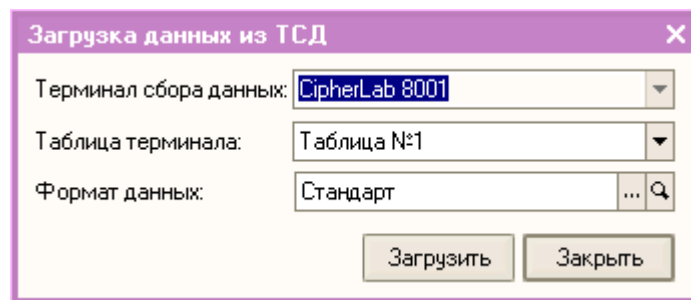 Загрузка данных из ТСД
Терминал сбора данных: CipherLab 8001
Таблица терминала: Таблица №1
Формат данных: Стандарт ...
Загрузить Закрыть